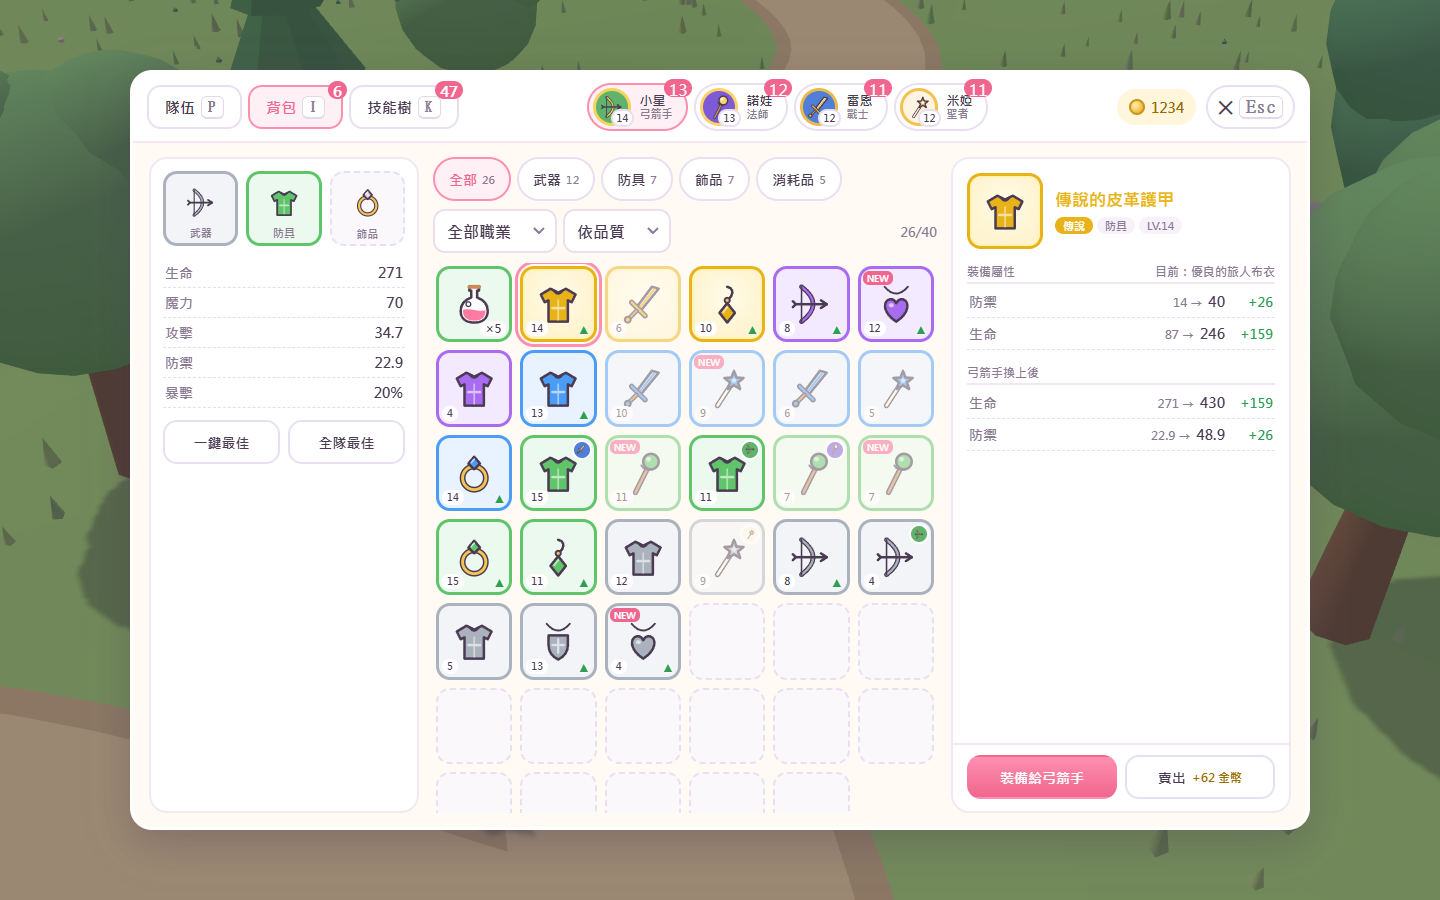 隊伍 P
背包 I 6
技能樹 K 47
小星 弓箭手 14 13
諾娃 法師 13 12
雷恩 戰士 12 11
米婭 聖者 12 11
1234
Esc
武器
防具
飾品
生命 271
魔力 70
攻擊 34.7
防禦 22.9
暴擊 20%
一鍵最佳
全隊最佳
全部 26
武器 12
防具 7
飾品 7
消耗品 5
全部職業
依品質
26/40
×5
14
6
10
8
NEW 12
4
13
10
NEW 9
6
5
14
15
NEW 11
11
7
NEW 7
15
11
12
9
8
4
5
13
NEW 4
傳說的皮革護甲
傳說 防具 LV.14
裝備屬性 目前：優良的旅人布衣
防禦 14 → 40 +26
生命 87 → 246 +159
弓箭手換上後
生命 271 → 430 +159
防禦 22.9 → 48.9 +26
裝備給弓箭手
賣出 +62 金幣